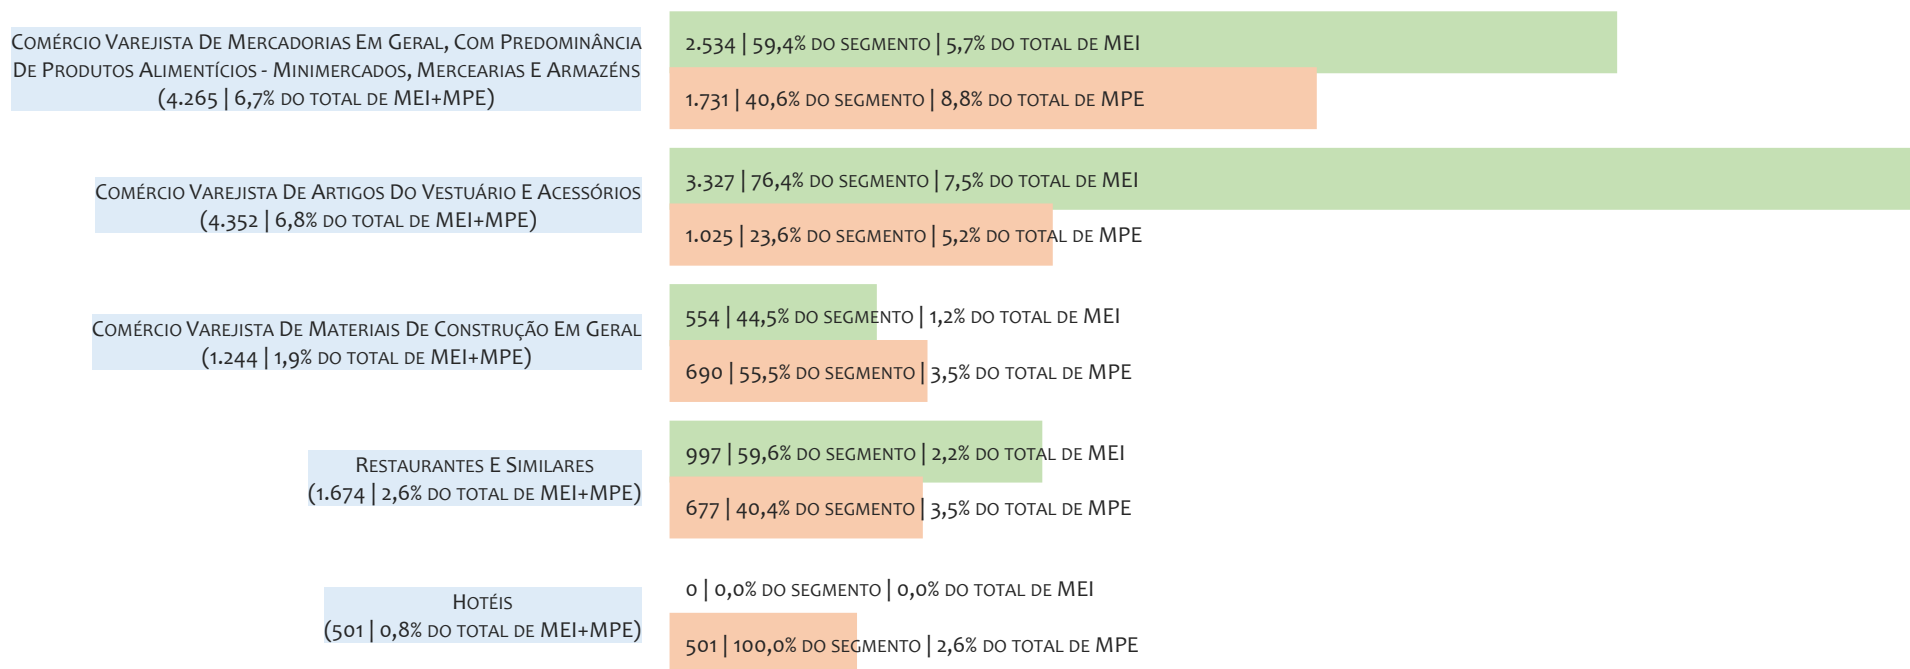 Comércio Varejista De Mercadorias Em Geral, Com Predominância
De Produtos Alimentícios - Minimercados, Mercearias E Armazéns
(4.265 | 6,7% do total de MEI+MPE)
2.534 | 59,4% do segmento | 5,7% do total de MEI
1.731 | 40,6% do segmento | 8,8% do total de MPE
Comércio Varejista De Artigos Do Vestuário E Acessórios
(4.352 | 6,8% do total de MEI+MPE)
3.327 | 76,4% do segmento | 7,5% do total de MEI
1.025 | 23,6% do segmento | 5,2% do total de MPE
Comércio Varejista De Materiais De Construção Em Geral
(1.244 | 1,9% do total de MEI+MPE)
554 | 44,5% do segmento | 1,2% do total de MEI
690 | 55,5% do segmento | 3,5% do total de MPE
Restaurantes E Similares
(1.674 | 2,6% do total de MEI+MPE)
997 | 59,6% do segmento | 2,2% do total de MEI
677 | 40,4% do segmento | 3,5% do total de MPE
Hotéis
(501 | 0,8% do total de MEI+MPE)
0 | 0,0% do segmento | 0,0% do total de MEI
501 | 100,0% do segmento | 2,6% do total de MPE